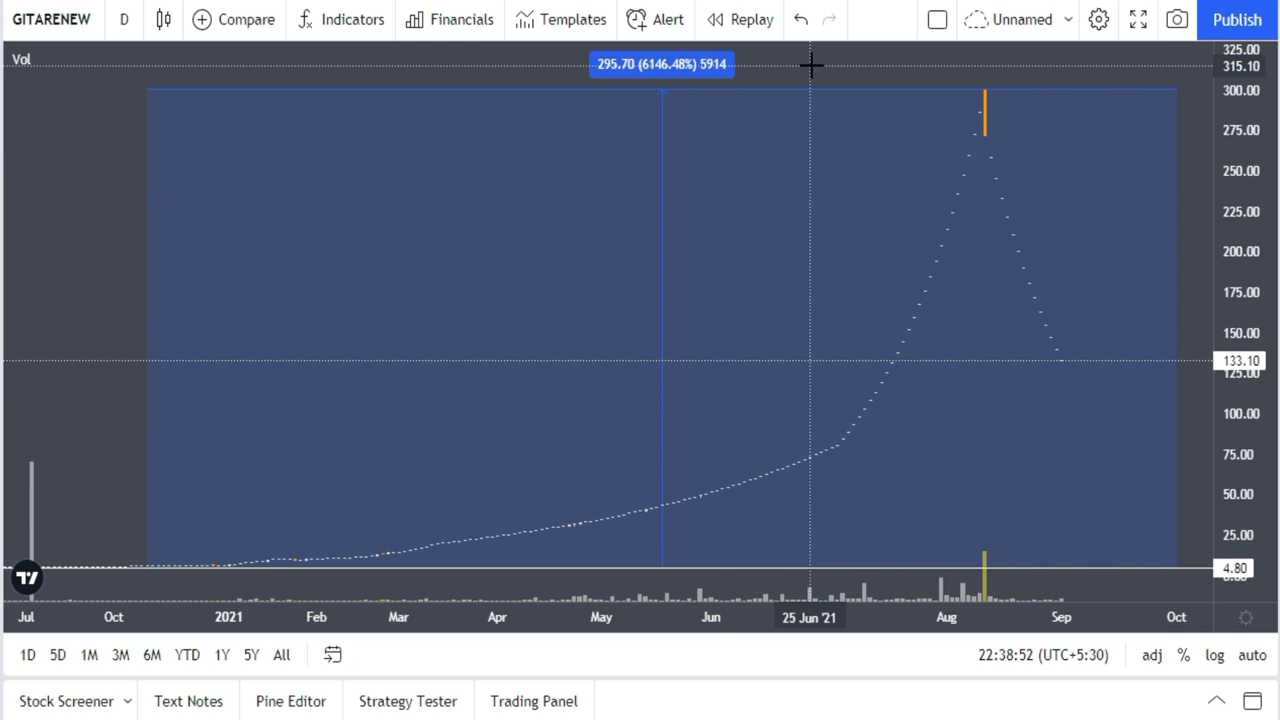 GITARENEW D Compare Indicators Financials Templates Alert Replay Unnamed Publish
Vol
295.70 (6146.48%) 5914
325.00
315.10
300.00
275.00
250.00
225.00
200.00
175.00
150.00
133.10
125.00
100.00
75.00
50.00
25.00
4.80
Jul Oct 2021 Feb Mar Apr May Jun 25 Jun '21 Aug Sep Oct
1D 5D 1M 3M 6M YTD 1Y 5Y All 22:38:52 (UTC+5:30) adj % log auto
Stock Screener Text Notes Pine Editor Strategy Tester Trading Panel